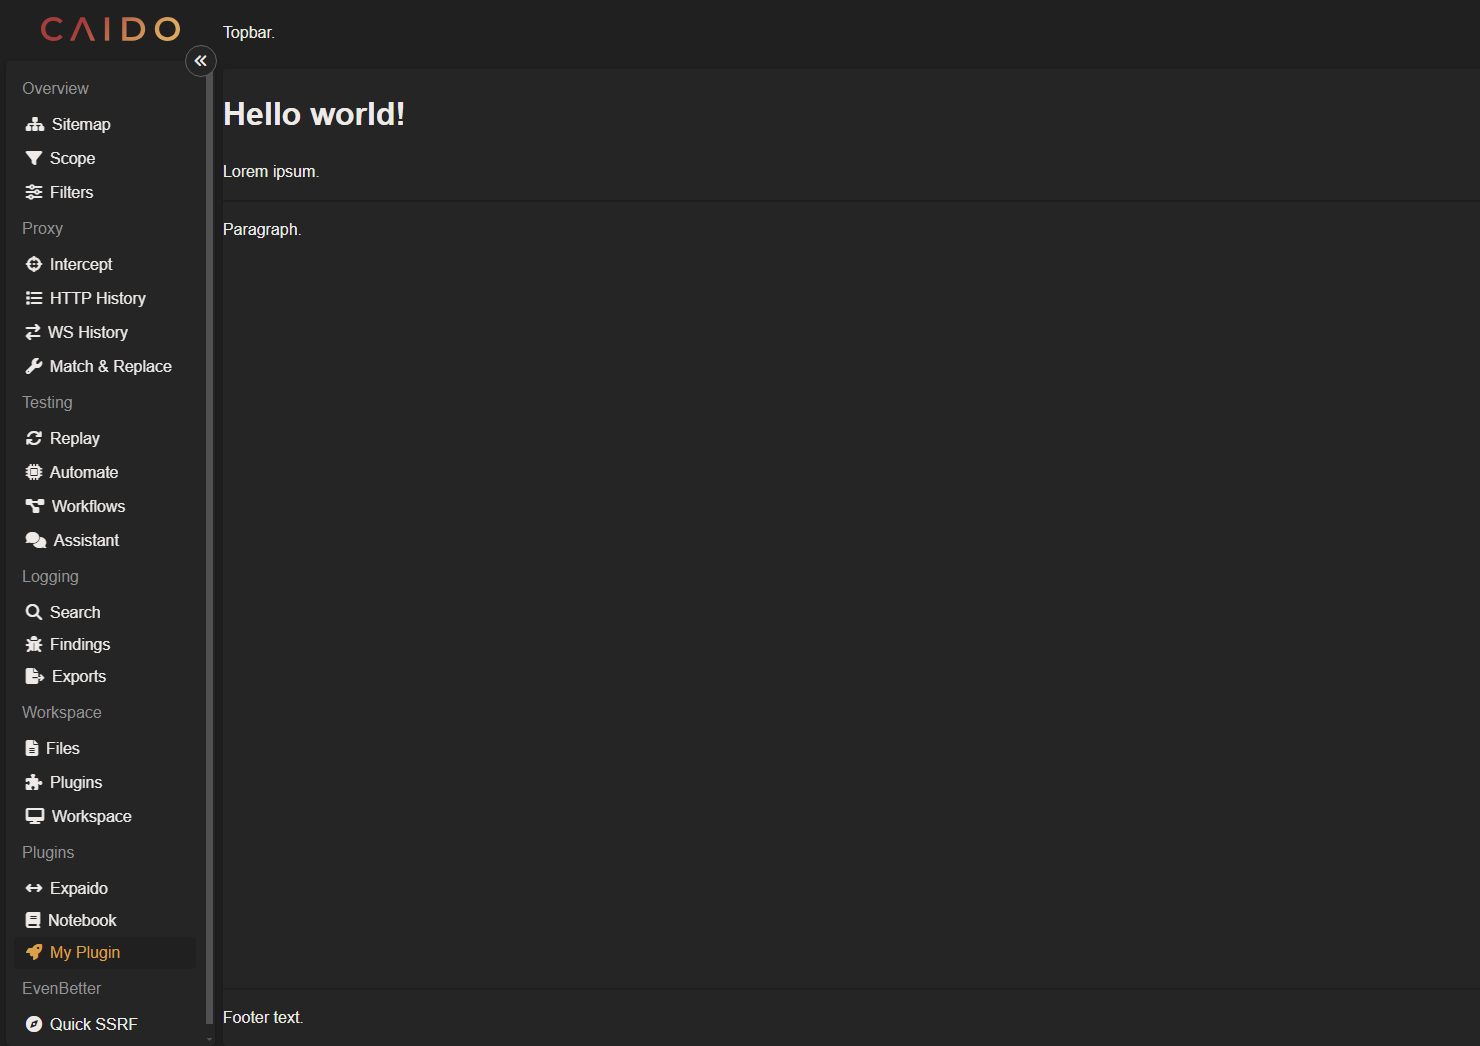 CAIDO
Overview
Sitemap
Scope
Filters
Proxy
Intercept
HTTP History
WS History
Match & Replace
Testing
Replay
Automate
Workflows
Assistant
Logging
Search
Findings
Exports
Workspace
Files
Plugins
Workspace
Plugins
Expaido
Notebook
My Plugin
EvenBetter
Quick SSRF
Topbar.
Hello world!
Lorem ipsum.
Paragraph.
Footer text.